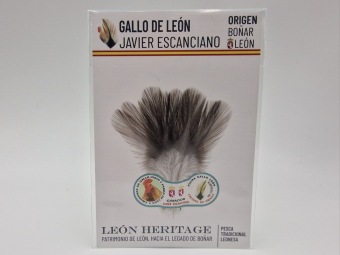 GALLO DE LEÓN
JAVIER ESCANCIANO
ORIGEN
BOÑAR
LEÓN
LEÓN HERITAGE
PATRIMONIO DE LEÓN, HACIA EL LEGADO DE BOÑAR
PESCA
TRADICIONAL
LEONESA